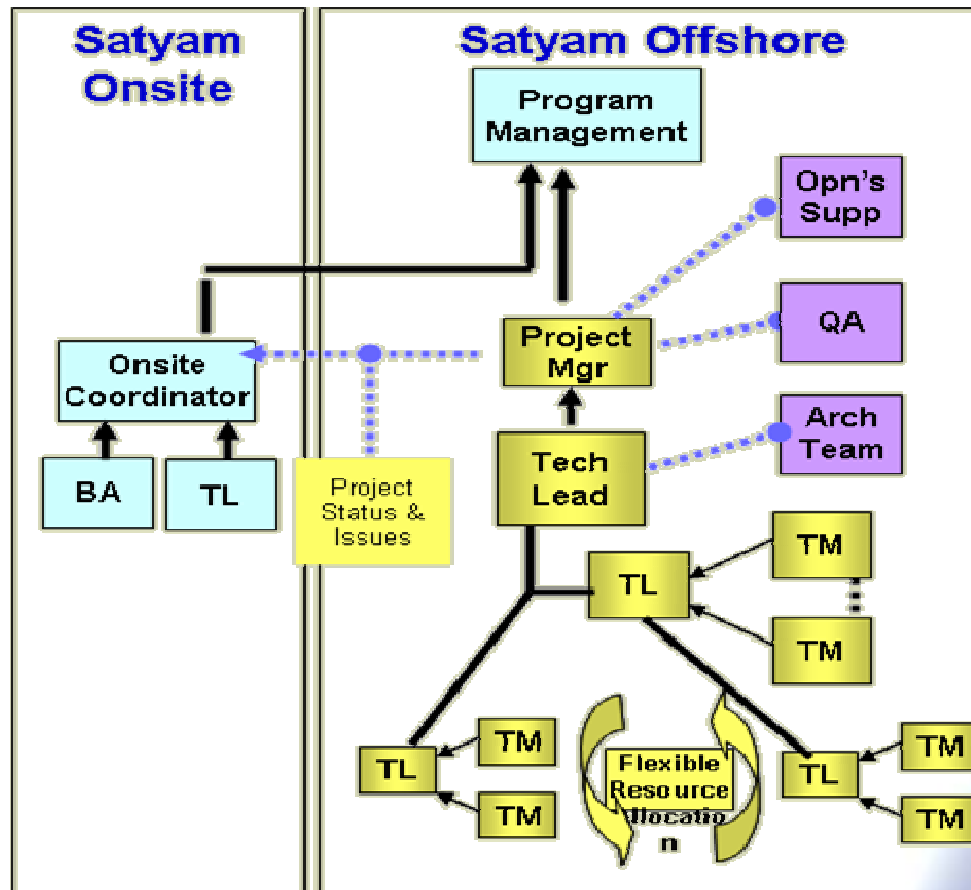 Satyam
Onsite
Satyam Offshore
Program
Management
Opn's
Supp
QA
Project
Mgr
Onsite
Coordinator
Arch
Team
BA
TL
Project
Status &
Issues
Tech
Lead
TM
TL
TM
TM
TL
TM
Flexible
Resource
llocatio
n
TM
TL
TM